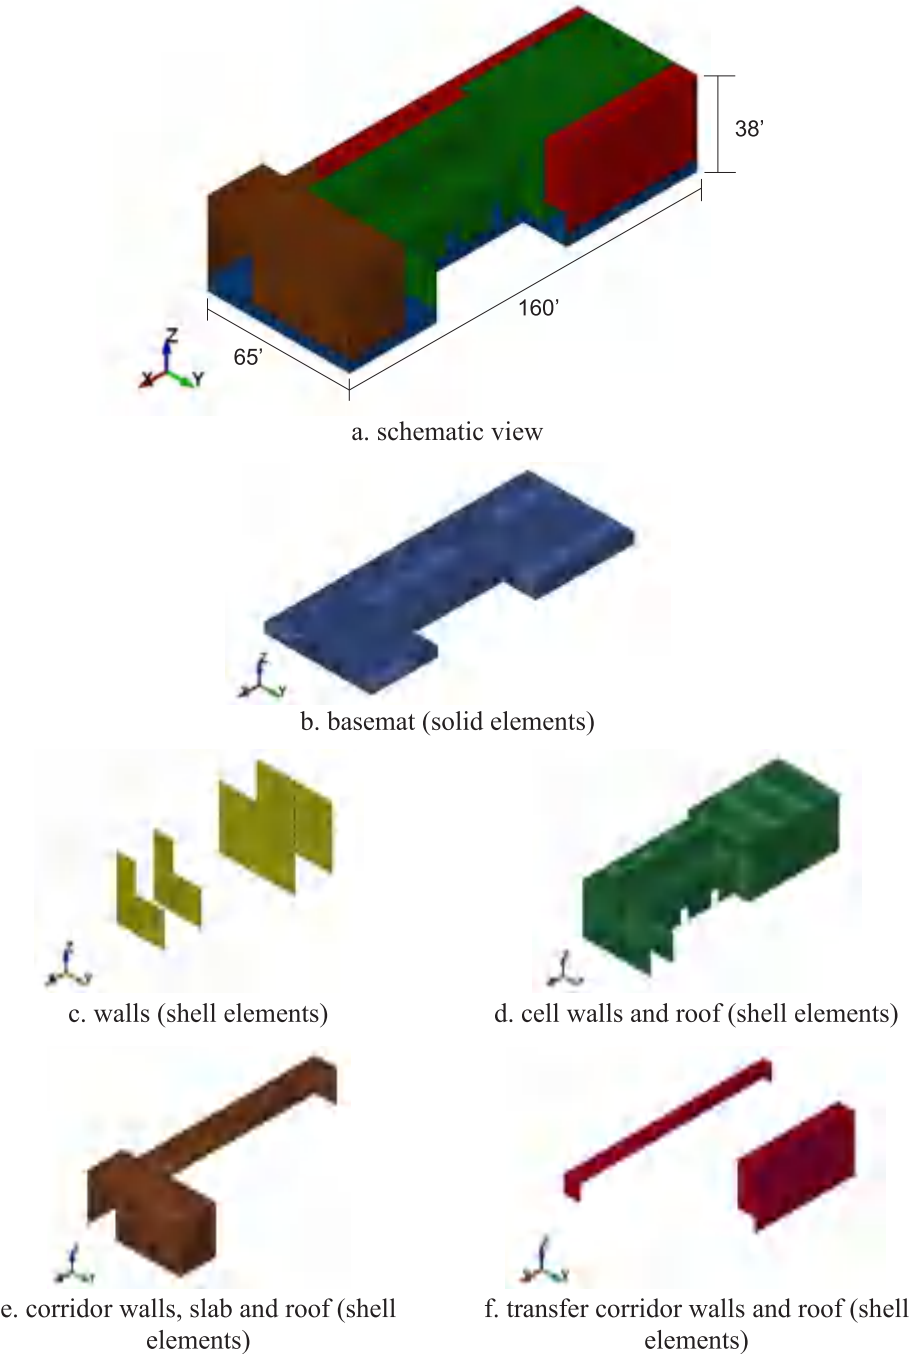 38’
160’
65’
Z
X
Y
a. schematic view
Z
X
Y
b. basemat (solid elements)
Z
Y
c. walls (shell elements)
d. cell walls and roof (shell elements)
e. corridor walls, slab and roof (shell
elements)
f. transfer corridor walls and roof (shell
elements)